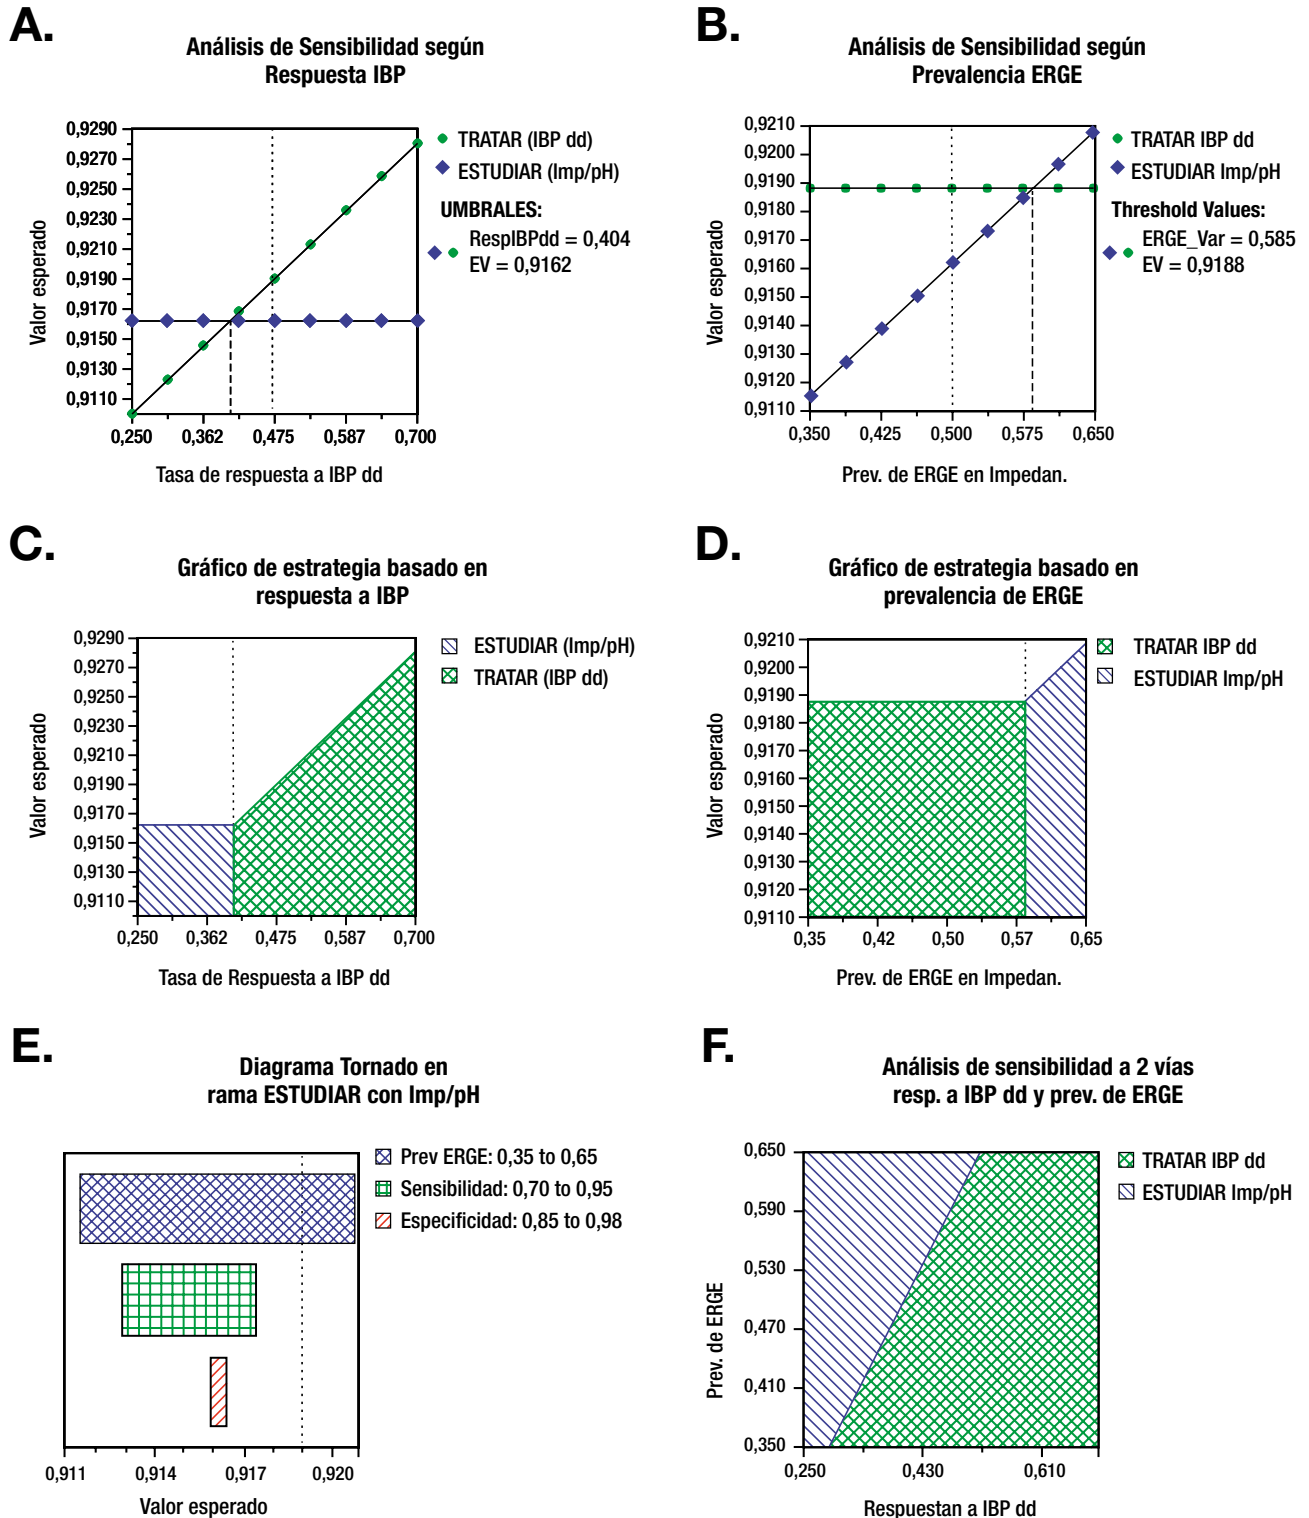 A.
Análisis de Sensibilidad según
Respuesta IBP
0,9290
0,9270
0,9250
0,9230
0,9210
0,9190
0,9170
0,9150
0,9130
0,9110
Valor esperado
0,250 0,362 0,475 0,587 0,700
Tasa de respuesta a IBP dd
TRATAR (IBP dd)
ESTUDIAR (Imp/pH)
UMBRALES:
RespIBPdd = 0,404
EV = 0,9162
B.
Análisis de Sensibilidad según
Prevalencia ERGE
0,9210
0,9200
0,9190
0,9180
0,9170
0,9160
0,9150
0,9140
0,9130
0,9120
0,9110
Valor esperado
0,350 0,425 0,500 0,575 0,650
Prev. de ERGE en Impedan.
TRATAR IBP dd
ESTUDIAR Imp/pH
Threshold Values:
ERGE_Var = 0,585
EV = 0,9188
C.
Gráfico de estrategia basado en
respuesta a IBP
0,9290
0,9270
0,9250
0,9230
0,9210
0,9190
0,9170
0,9150
0,9130
0,9110
Valor esperado
0,250 0,362 0,475 0,587 0,700
Tasa de Respuesta a IBP dd
ESTUDIAR (Imp/pH)
TRATAR (IBP dd)
D.
Gráfico de estrategia basado en
prevalencia de ERGE
0,9210
0,9200
0,9190
0,9180
0,9170
0,9160
0,9150
0,9140
0,9130
0,9120
0,9110
Valor esperado
0,35 0,42 0,50 0,57 0,65
Prev. de ERGE en Impedan.
TRATAR IBP dd
ESTUDIAR Imp/pH
E.
Diagrama Tornado en
rama ESTUDIAR con Imp/pH
Prev ERGE: 0,35 to 0,65
Sensibilidad: 0,70 to 0,95
Especificidad: 0,85 to 0,98
0,911 0,914 0,917 0,920
Valor esperado
F.
Análisis de sensibilidad a 2 vías
resp. a IBP dd y prev. de ERGE
0,650
0,590
0,530
0,470
0,410
0,350
Prev. de ERGE
0,250 0,430 0,610
Respuestan a IBP dd
TRATAR IBP dd
ESTUDIAR Imp/pH